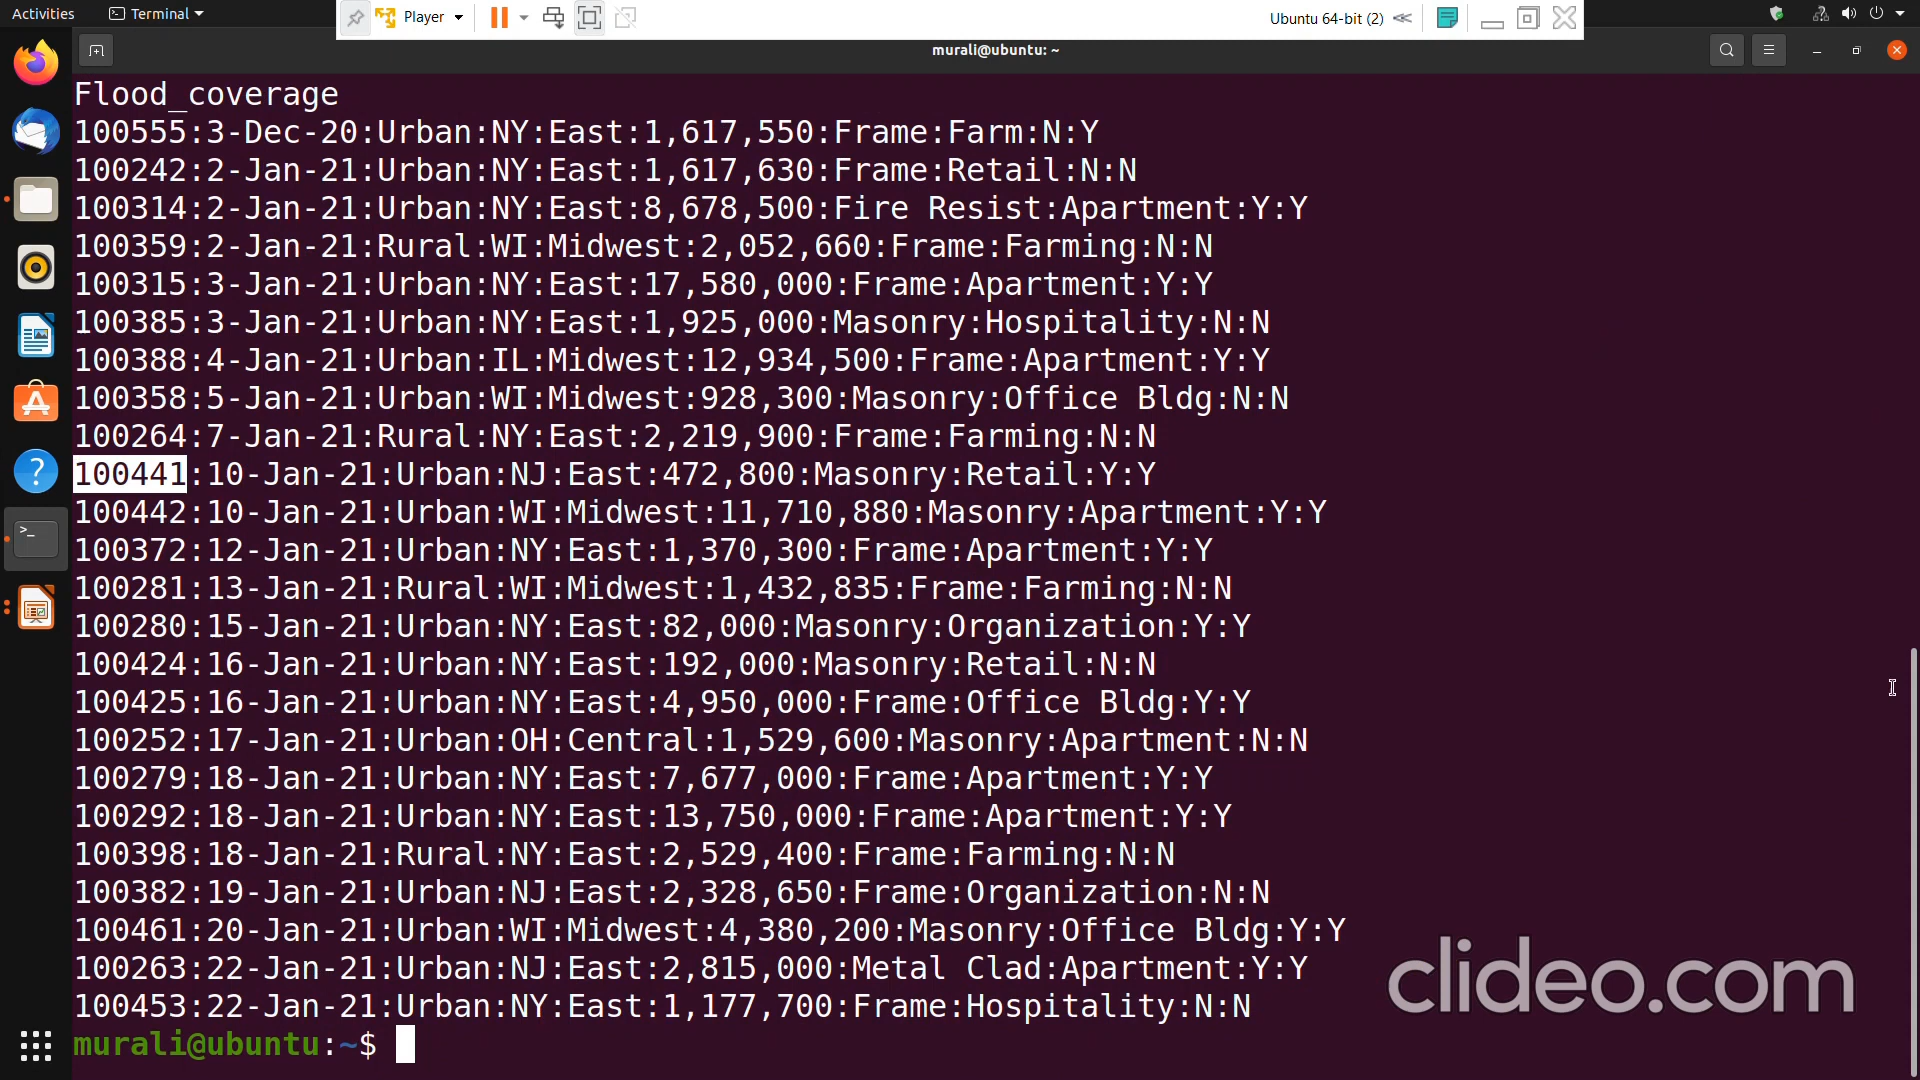 Activities
Terminal
Player
Ubuntu 64-bit (2)
murali@ubuntu: ~
Flood_coverage
100555:3-Dec-20:Urban:NY:East:1,617,550:Frame:Farm:N:Y
100242:2-Jan-21:Urban:NY:East:1,617,630:Frame:Retail:N:N
100314:2-Jan-21:Urban:NY:East:8,678,500:Fire Resist:Apartment:Y:Y
100359:2-Jan-21:Rural:WI:Midwest:2,052,660:Frame:Farming:N:N
100315:3-Jan-21:Urban:NY:East:17,580,000:Frame:Apartment:Y:Y
100385:3-Jan-21:Urban:NY:East:1,925,000:Masonry:Hospitality:N:N
100388:4-Jan-21:Urban:IL:Midwest:12,934,500:Frame:Apartment:Y:Y
100358:5-Jan-21:Urban:WI:Midwest:928,300:Masonry:Office Bldg:N:N
100264:7-Jan-21:Rural:NY:East:2,219,900:Frame:Farming:N:N
100441:10-Jan-21:Urban:NJ:East:472,800:Masonry:Retail:Y:Y
100442:10-Jan-21:Urban:WI:Midwest:11,710,880:Masonry:Apartment:Y:Y
100372:12-Jan-21:Urban:NY:East:1,370,300:Frame:Apartment:Y:Y
100281:13-Jan-21:Rural:WI:Midwest:1,432,835:Frame:Farming:N:N
100280:15-Jan-21:Urban:NY:East:82,000:Masonry:Organization:Y:Y
100424:16-Jan-21:Urban:NY:East:192,000:Masonry:Retail:N:N
100425:16-Jan-21:Urban:NY:East:4,950,000:Frame:Office Bldg:Y:Y
100252:17-Jan-21:Urban:OH:Central:1,529,600:Masonry:Apartment:N:N
100279:18-Jan-21:Urban:NY:East:7,677,000:Frame:Apartment:Y:Y
100292:18-Jan-21:Urban:NY:East:13,750,000:Frame:Apartment:Y:Y
100398:18-Jan-21:Rural:NY:East:2,529,400:Frame:Farming:N:N
100382:19-Jan-21:Urban:NJ:East:2,328,650:Frame:Organization:N:N
100461:20-Jan-21:Urban:WI:Midwest:4,380,200:Masonry:Office Bldg:Y:Y
100263:22-Jan-21:Urban:NJ:East:2,815,000:Metal Clad:Apartment:Y:Y
100453:22-Jan-21:Urban:NY:East:1,177,700:Frame:Hospitality:N:N
murali@ubuntu:~$
clideo.com